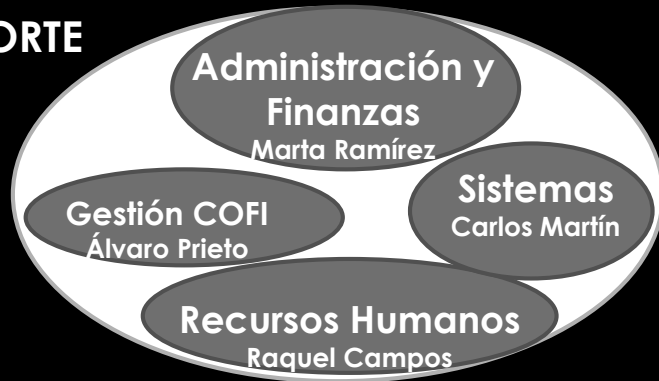 ORTE
Administración y
Finanzas
Marta Ramírez
Sistemas
Carlos Martín
Gestión COFI
Álvaro Prieto
Recursos Humanos
Raquel Campos